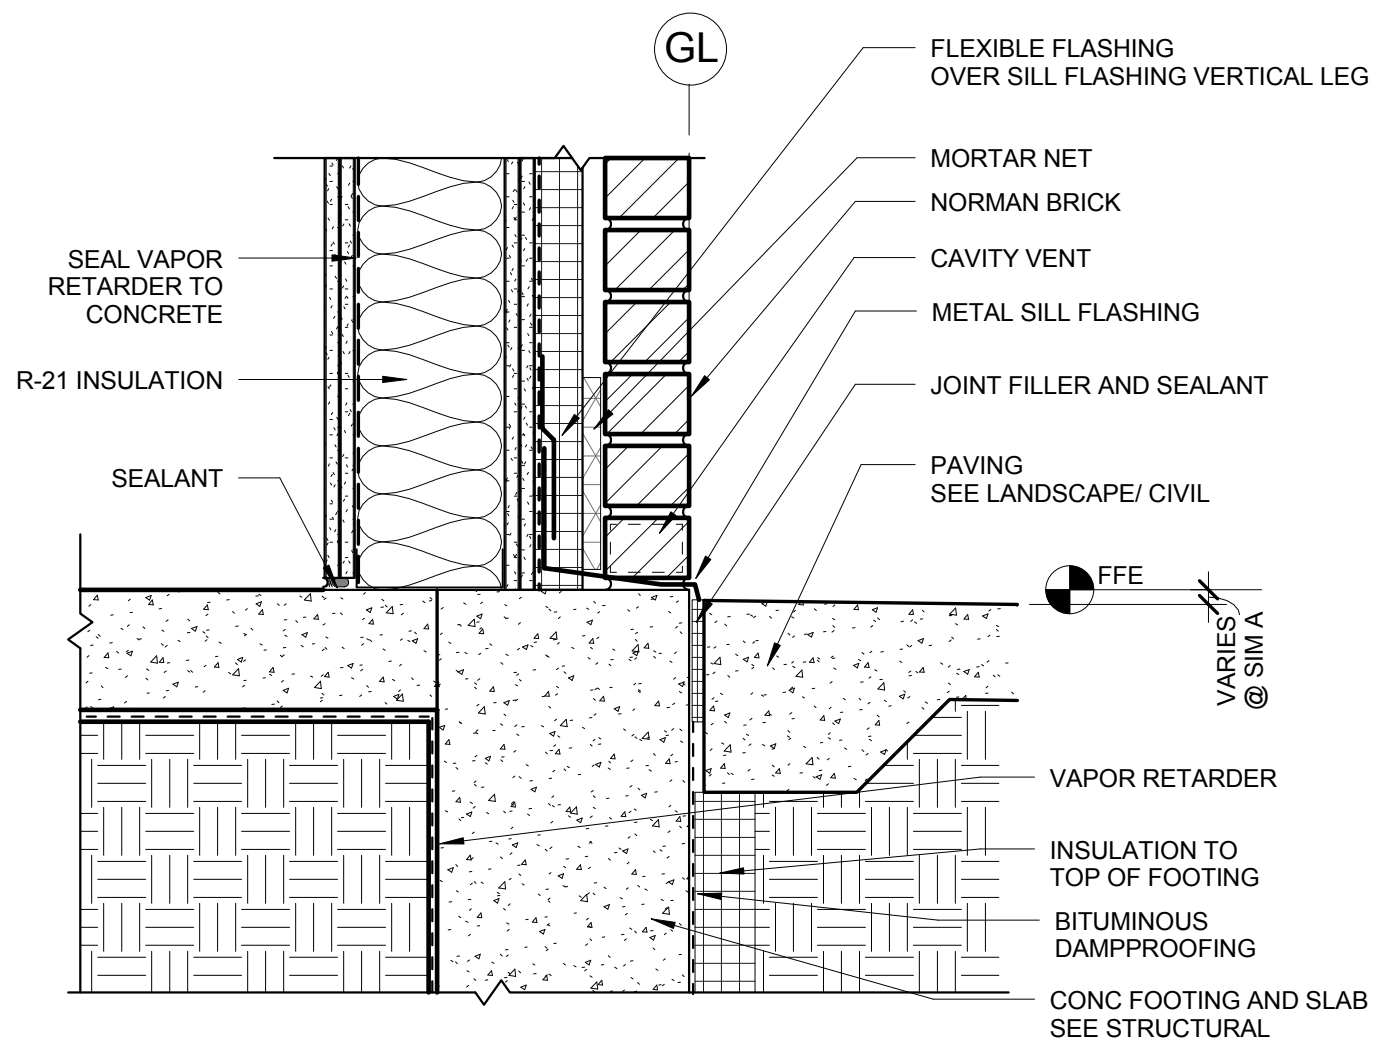 GL
FLEXIBLE FLASHING
OVER SILL FLASHING VERTICAL LEG
MORTAR NET
NORMAN BRICK
CAVITY VENT
METAL SILL FLASHING
JOINT FILLER AND SEALANT
PAVING
SEE LANDSCAPE/ CIVIL
SEAL VAPOR
RETARDER TO
CONCRETE
R-21 INSULATION
SEALANT
FFE
VARIES
@ SIM A
VAPOR RETARDER
INSULATION TO
TOP OF FOOTING
BITUMINOUS
DAMPPROOFING
CONC FOOTING AND SLAB
SEE STRUCTURAL